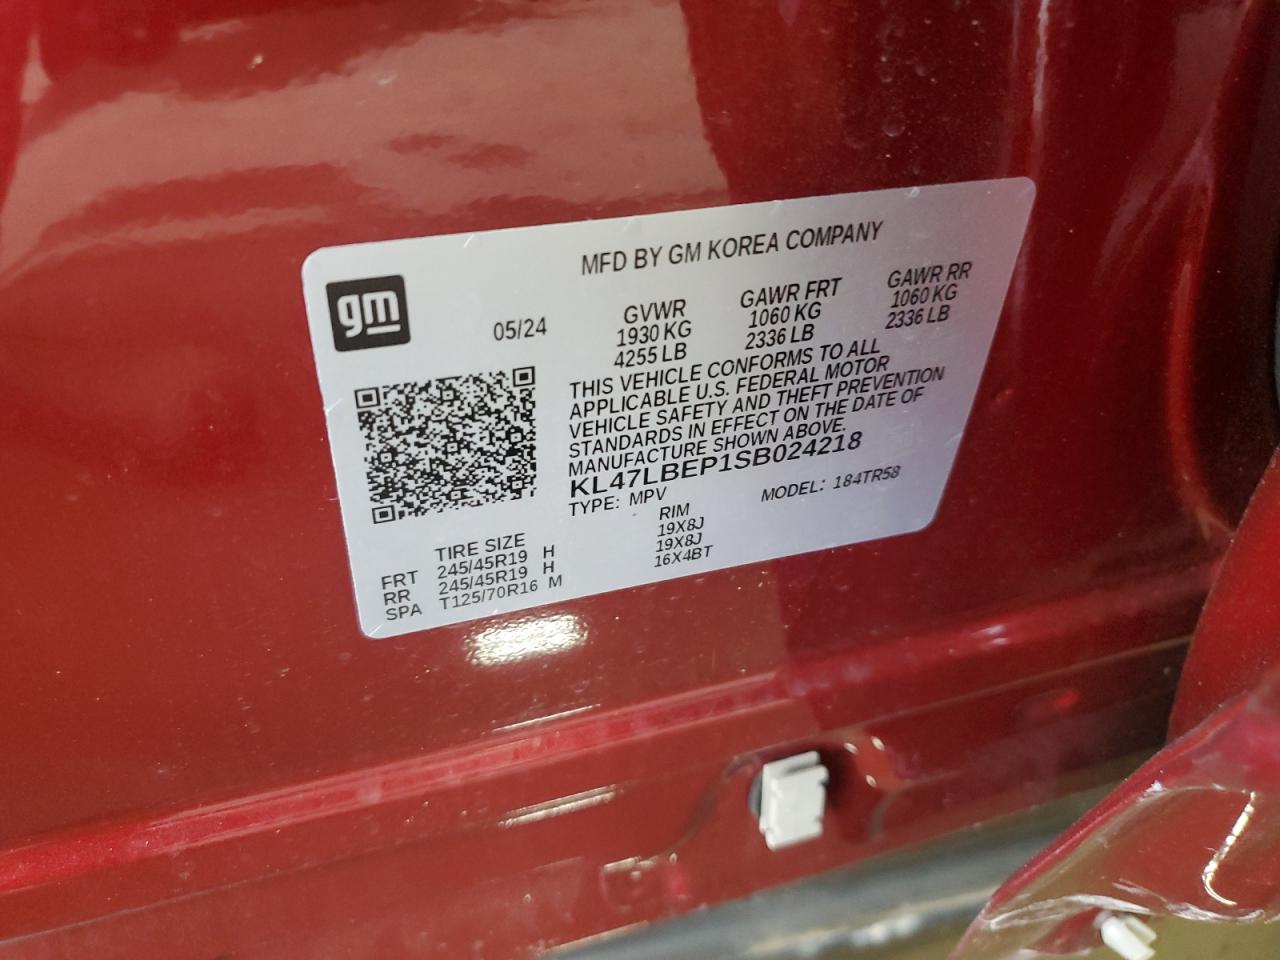 MFD BY GM KOREA COMPANY
gm
05/24
GVWR GAWR FRT GAWR RR
1930 KG 1060 KG 1060 KG
4255 LB 2336 LB 2336 LB
THIS VEHICLE CONFORMS TO ALL
APPLICABLE U.S. FEDERAL MOTOR
VEHICLE SAFETY AND THEFT PREVENTION
STANDARDS IN EFFECT ON THE DATE OF
MANUFACTURE SHOWN ABOVE.
KL47LBEP1SB024218
TYPE: MPV MODEL: 184TR58
TIRE SIZE RIM
FRT 245/45R19 H 19X8J
RR 245/45R19 H 19X8J
SPA T125/70R16 M 16X4BT